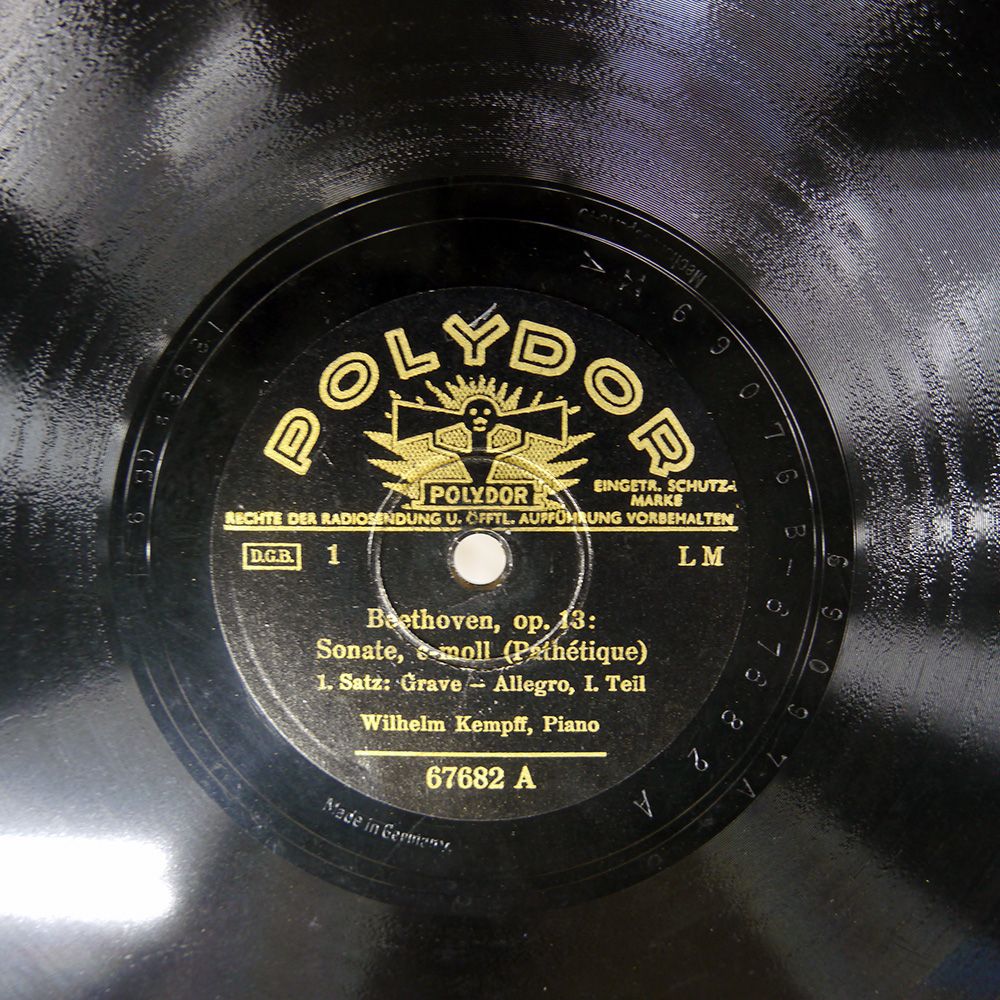 POLYDOR
POLYDOR
EINGETR. SCHUTZ-
MARKE
RECHTE DER RADIOSENDUNG U. ÖFFTL. AUFFÜHRUNG VORBEHALTEN
D.G.B. 1 L M
Beethoven, op. 13:
Sonate, c-moll (Pathétique)
1. Satz: Grave – Allegro, I. Teil
Wilhelm Kempff, Piano
67682 A
Made in Germany.
B-67682 A